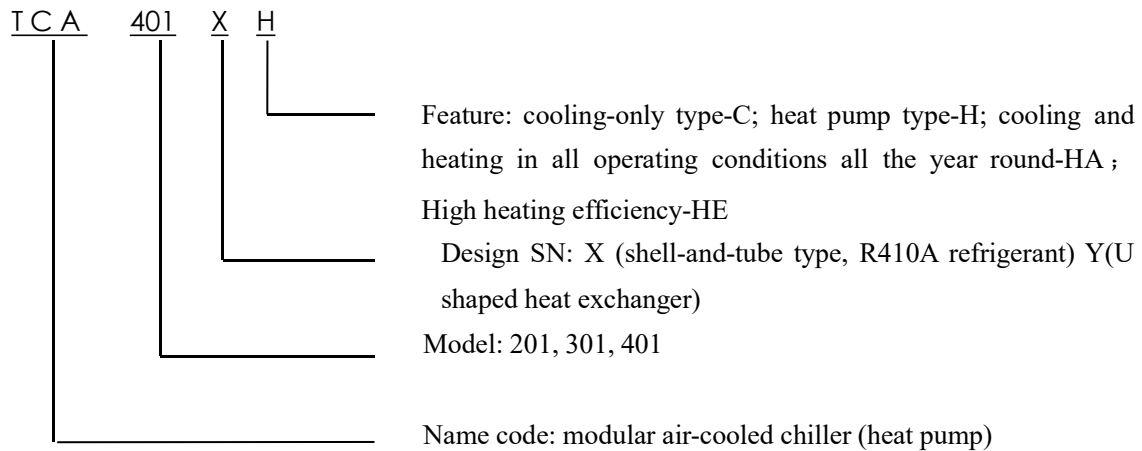 TCA 401 X H
Feature: cooling-only type-C; heat pump type-H; cooling and
heating in all operating conditions all the year round-HA；
High heating efficiency-HE
Design SN: X (shell-and-tube type, R410A refrigerant) Y(U
shaped heat exchanger)
Model: 201, 301, 401
Name code: modular air-cooled chiller (heat pump)